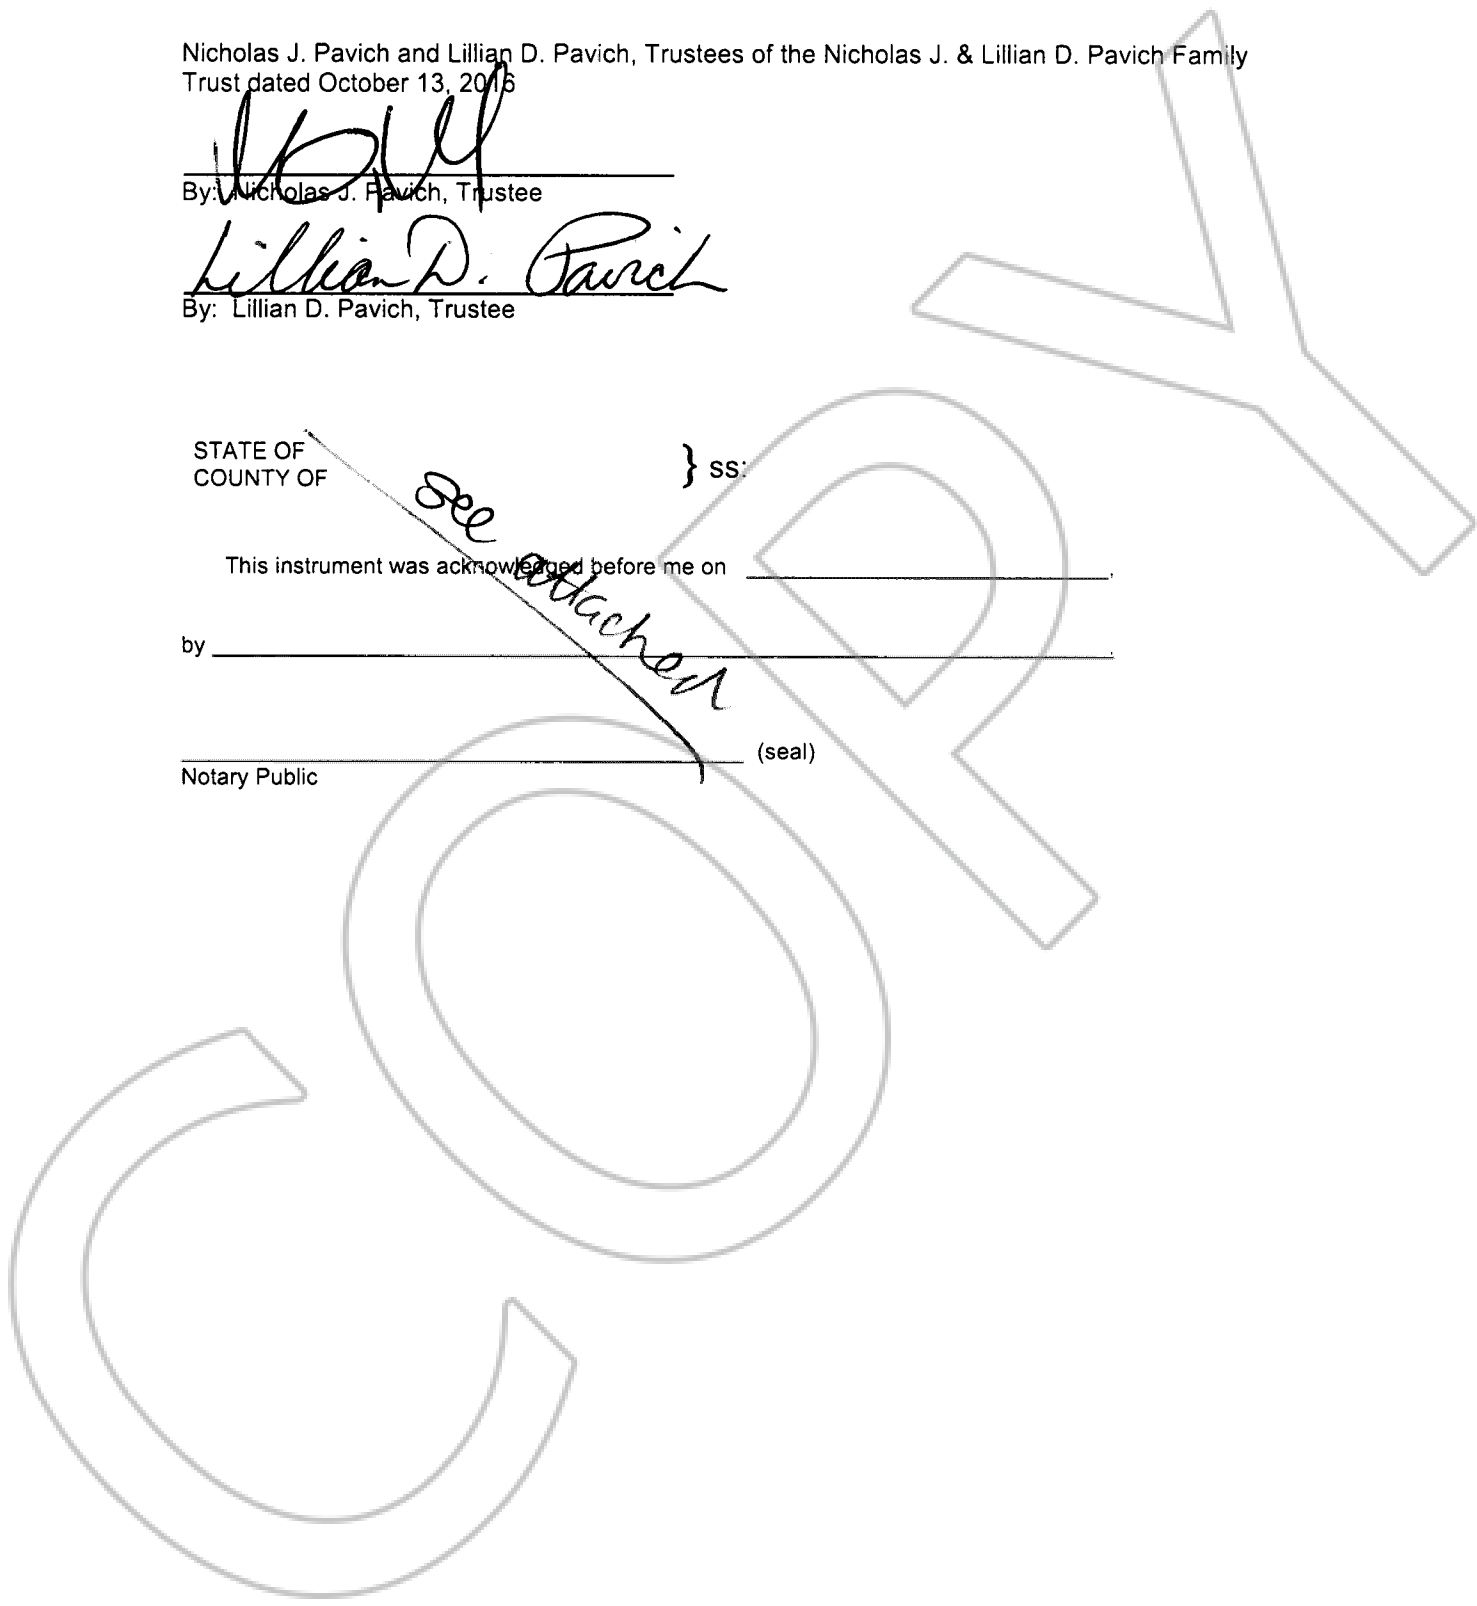 Nicholas J. Pavich and Lillian D. Pavich, Trustees of the Nicholas J. & Lillian D. Pavich Family
Trust dated October 13, 2016
By: Nicholas J. Pavich, Trustee
Lillian D. Pavich
By: Lillian D. Pavich, Trustee
STATE OF
COUNTY OF
} ss:
see attached
This instrument was acknowledged before me on ,
by ,
(seal)
Notary Public
COPY